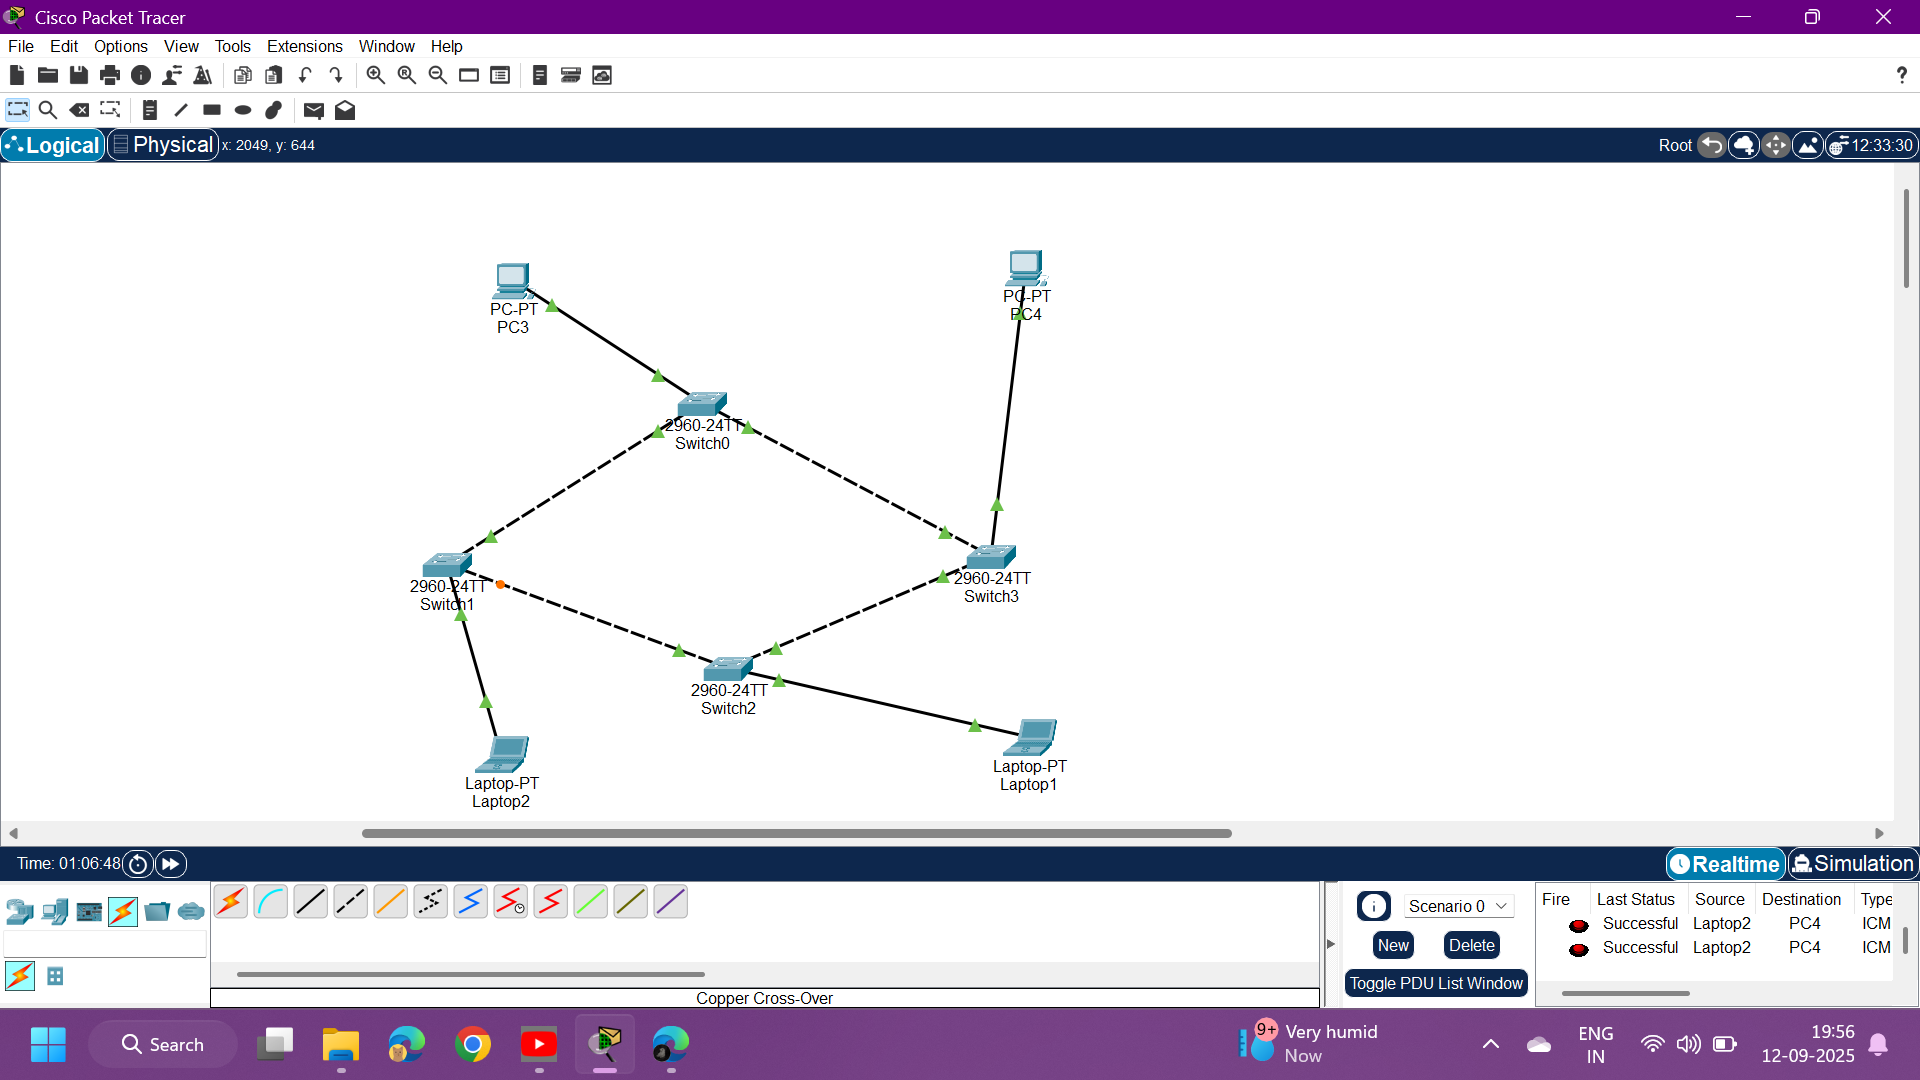 Cisco Packet Tracer
File Edit Options View Tools Extensions Window Help
?
Logical Physical x: 2049, y: 644 Root 12:33:30
PC-PT
PC3
PC-PT
PC4
2960-24TT
Switch0
2960-24TT
Switch1
2960-24TT
Switch3
2960-24TT
Switch2
Laptop-PT
Laptop2
Laptop-PT
Laptop1
Time: 01:06:48 Realtime Simulation
Scenario 0
New Delete
Toggle PDU List Window
Fire Last Status Source Destination Type
Successful Laptop2 PC4 ICM
Successful Laptop2 PC4 ICM
Copper Cross-Over
Search
9+ Very humid
Now
ENG
IN
19:56
12-09-2025